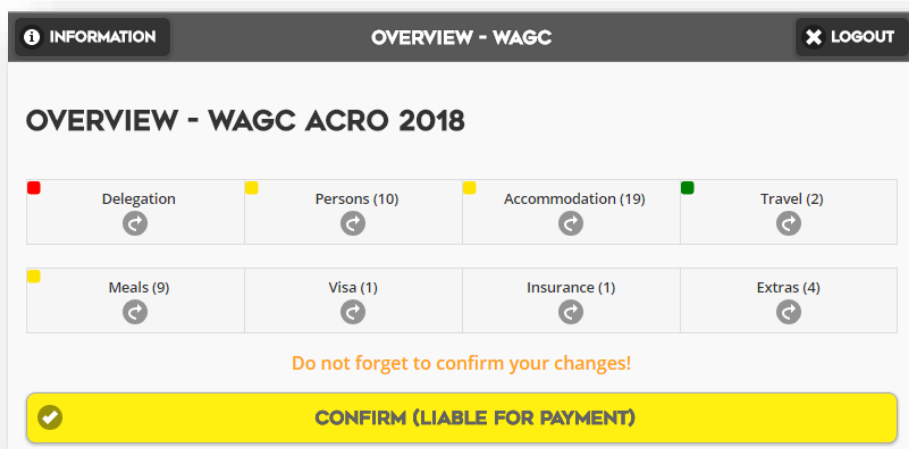 INFORMATION OVERVIEW - WAGC LOGOUT
OVERVIEW - WAGC ACRO 2018
Delegation Persons (10) Accommodation (19) Travel (2)
Meals (9) Visa (1) Insurance (1) Extras (4)
Do not forget to confirm your changes!
CONFIRM (LIABLE FOR PAYMENT)